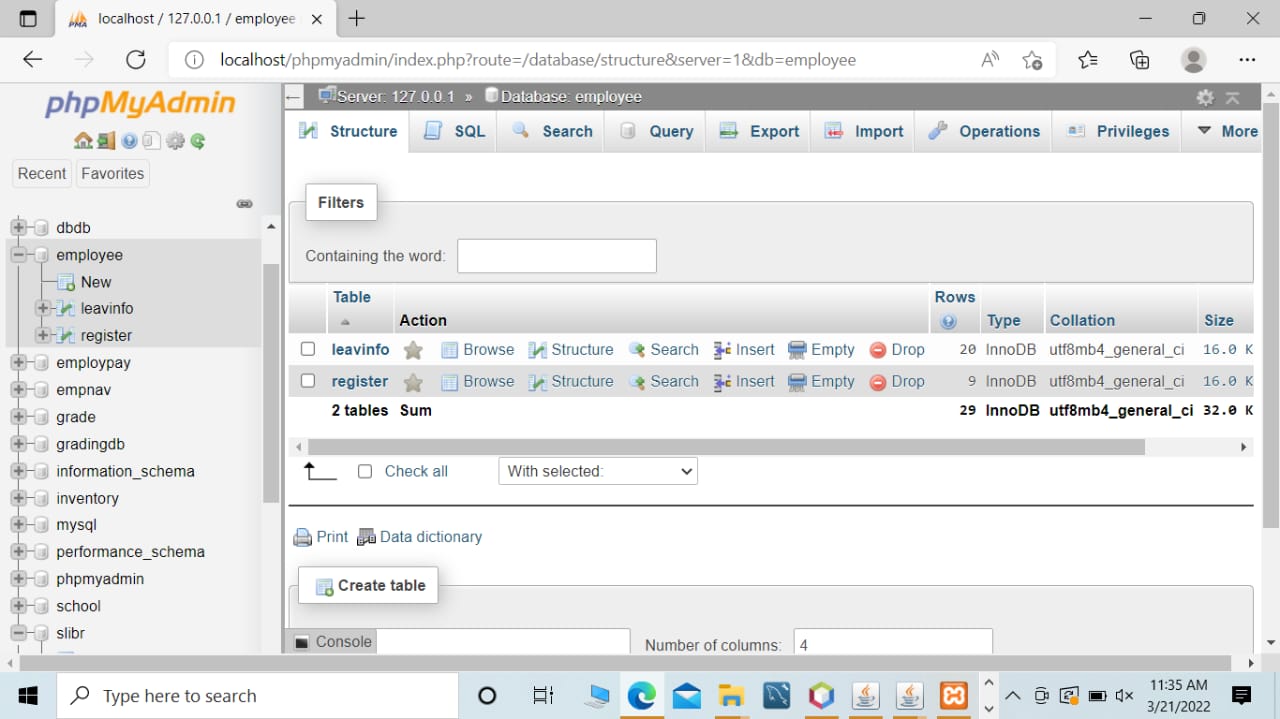 localhost / 127.0.0.1 / employee
localhost/phpmyadmin/index.php?route=/database/structure&server=1&db=employee
phpMyAdmin
Recent Favorites
dbdb
employee
New
leavinfo
register
employpay
empnav
grade
gradingdb
information_schema
inventory
mysql
performance_schema
phpmyadmin
school
slibr
Server: 127.0.0.1 » Database: employee
Structure SQL Search Query Export Import Operations Privileges More
Filters
Containing the word:
Table Action Rows Type Collation Size
leavinfo Browse Structure Search Insert Empty Drop 20 InnoDB utf8mb4_general_ci 16.0 K
register Browse Structure Search Insert Empty Drop 9 InnoDB utf8mb4_general_ci 16.0 K
2 tables Sum 29 InnoDB utf8mb4_general_ci 32.0 K
Check all With selected:
Print Data dictionary
Create table
Console Number of columns: 4
Type here to search
11:35 AM
3/21/2022